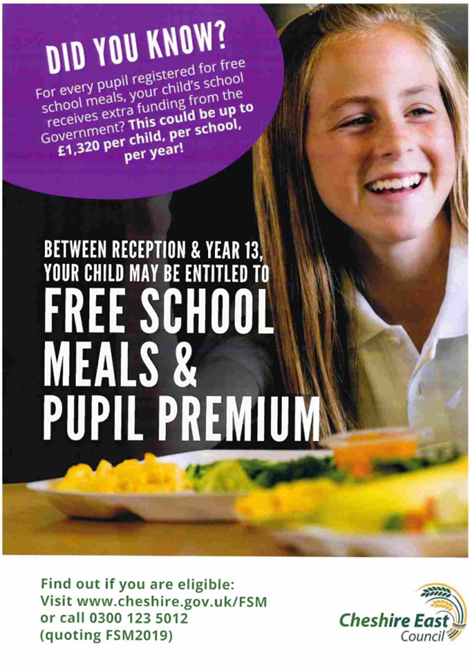 DID YOU KNOW?
For every pupil registered for free
school meals, your child's school
receives extra funding from the
Government? This could be up to
£1,320 per child, per school,
per year!
BETWEEN RECEPTION & YEAR 13,
YOUR CHILD MAY BE ENTITLED TO
FREE SCHOOL
MEALS &
PUPIL PREMIUM
Find out if you are eligible:
Visit www.cheshire.gov.uk/FSM
or call 0300 123 5012
(quoting FSM2019)
Cheshire East
Council